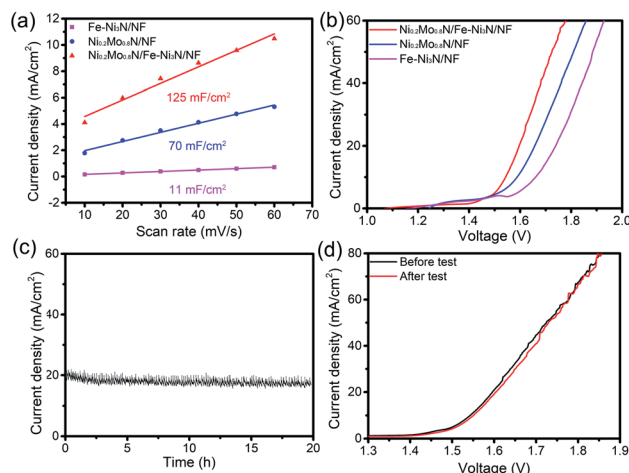 (a)
Current density (mA/cm²)
12
10
8
6
4
2
0
-2
Fe-Ni₃N/NF
Ni₀.₂Mo₀.₈N/NF
Ni₀.₂Mo₀.₈N/Fe-Ni₃N/NF
125 mF/cm²
70 mF/cm²
11 mF/cm²
0 10 20 30 40 50 60 70
Scan rate (mV/s)
(b)
Current density (mA/cm²)
60
40
20
0
Ni₀.₂Mo₀.₈N/Fe-Ni₃N/NF
Ni₀.₂Mo₀.₈N/NF
Fe-Ni₃N/NF
1.0 1.2 1.4 1.6 1.8 2.0
Voltage (V)
(c)
Current density (mA/cm²)
60
40
20
0
0 5 10 15 20
Time (h)
(d)
Current density (mA/cm²)
80
60
40
20
0
Before test
After test
1.3 1.4 1.5 1.6 1.7 1.8 1.9
Voltage (V)